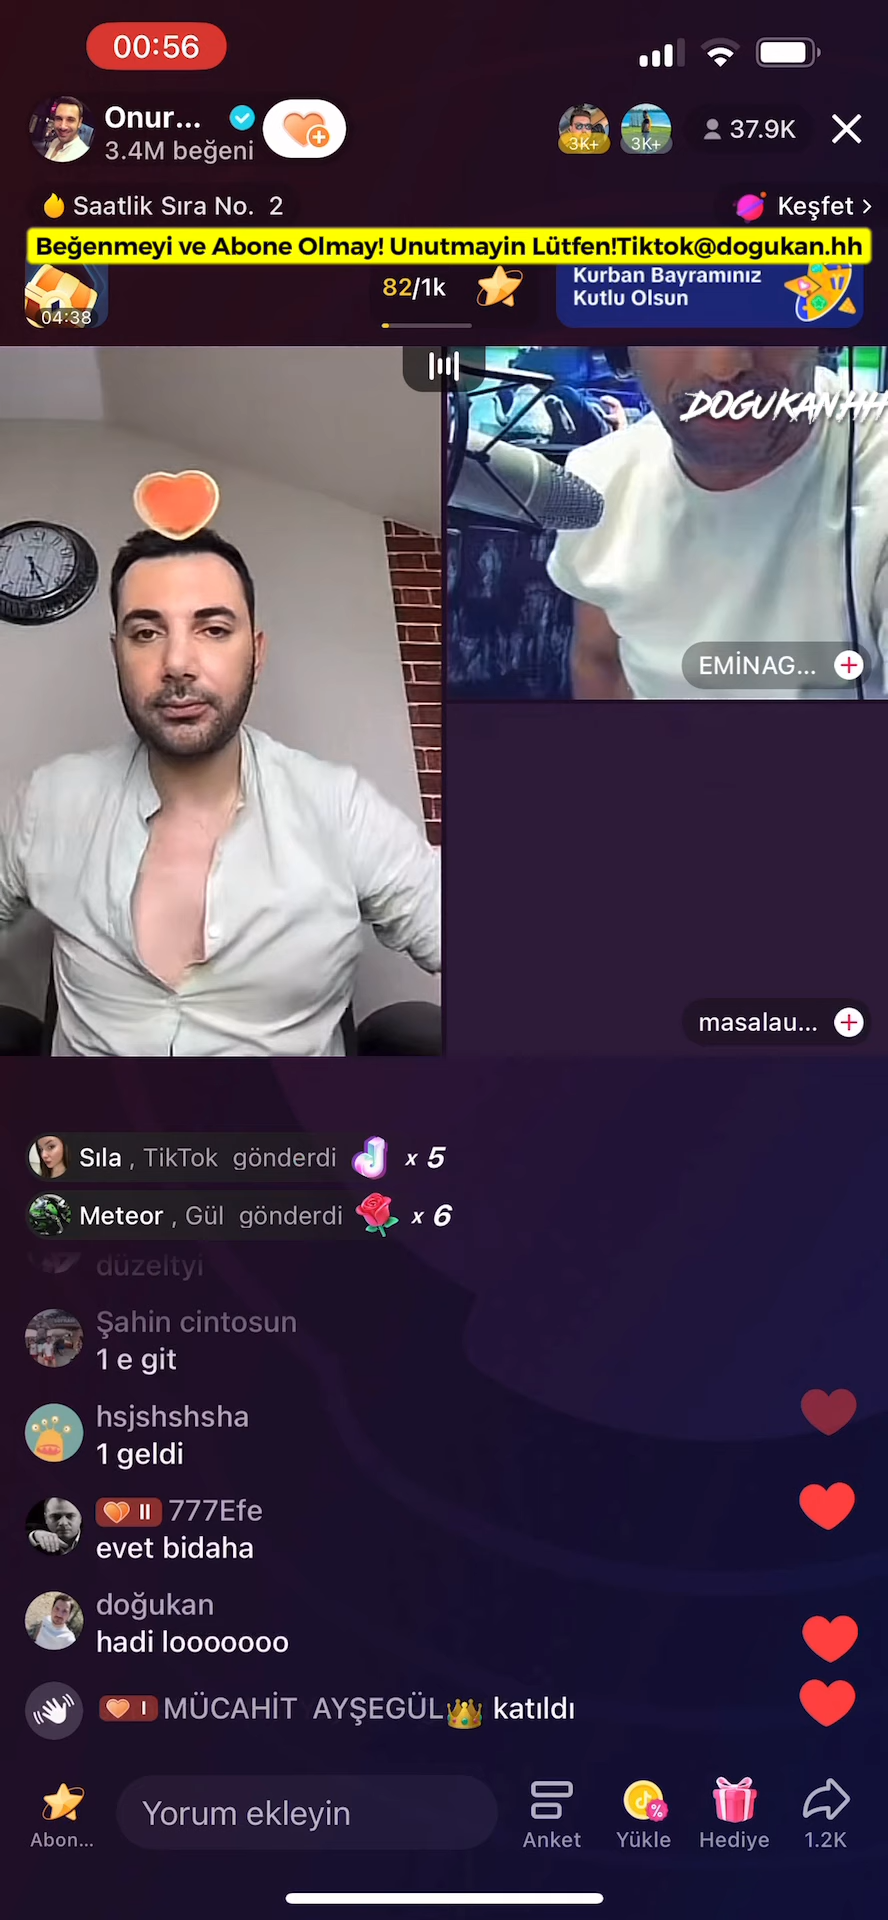 00:56
Onur...
3.4M beğeni
3K+
3K+
37.9K
Saatlik Sıra No. 2
Keşfet
Beğenmeyi ve Abone Olmay! Unutmayin Lütfen!Tiktok@dogukan.hh
04:38
82/1k
Kurban Bayramınız
Kutlu Olsun
DOGUKAN.HH
EMİNAG...
masalau...
Sıla , TikTok gönderdi x 5
Meteor , Gül gönderdi x 6
düzeltyi
Şahin cintosun
1 e git
hsjshshsha
1 geldi
II 777Efe
evet bidaha
doğukan
hadi looooooo
I MÜCAHİT AYŞEGÜL katıldı
Yorum ekleyin
Abon...
Anket
Yükle
Hediye
1.2K